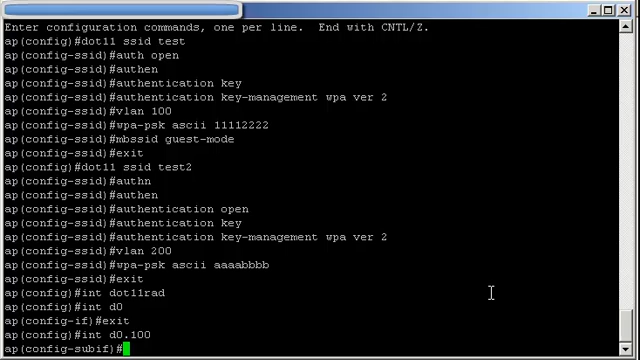 Enter configuration commands, one per line.  End with CNTL/Z.
ap(config)#dot11 ssid test
ap(config-ssid)#auth open
ap(config-ssid)#authen
ap(config-ssid)#authentication key
ap(config-ssid)#authentication key-management wpa ver 2
ap(config-ssid)#vlan 100
ap(config-ssid)#wpa-psk ascii 11112222
ap(config-ssid)#mbssid guest-mode
ap(config-ssid)#exit
ap(config)#dot11 ssid test2
ap(config-ssid)#authn
ap(config-ssid)#authen
ap(config-ssid)#authentication open
ap(config-ssid)#authentication key
ap(config-ssid)#authentication key-management wpa ver 2
ap(config-ssid)#vlan 200
ap(config-ssid)#wpa-psk ascii aaaabbbb
ap(config-ssid)#exit
ap(config)#int dot11rad
ap(config)#int d0
ap(config-if)#exit
ap(config)#int d0.100
ap(config-subif)#